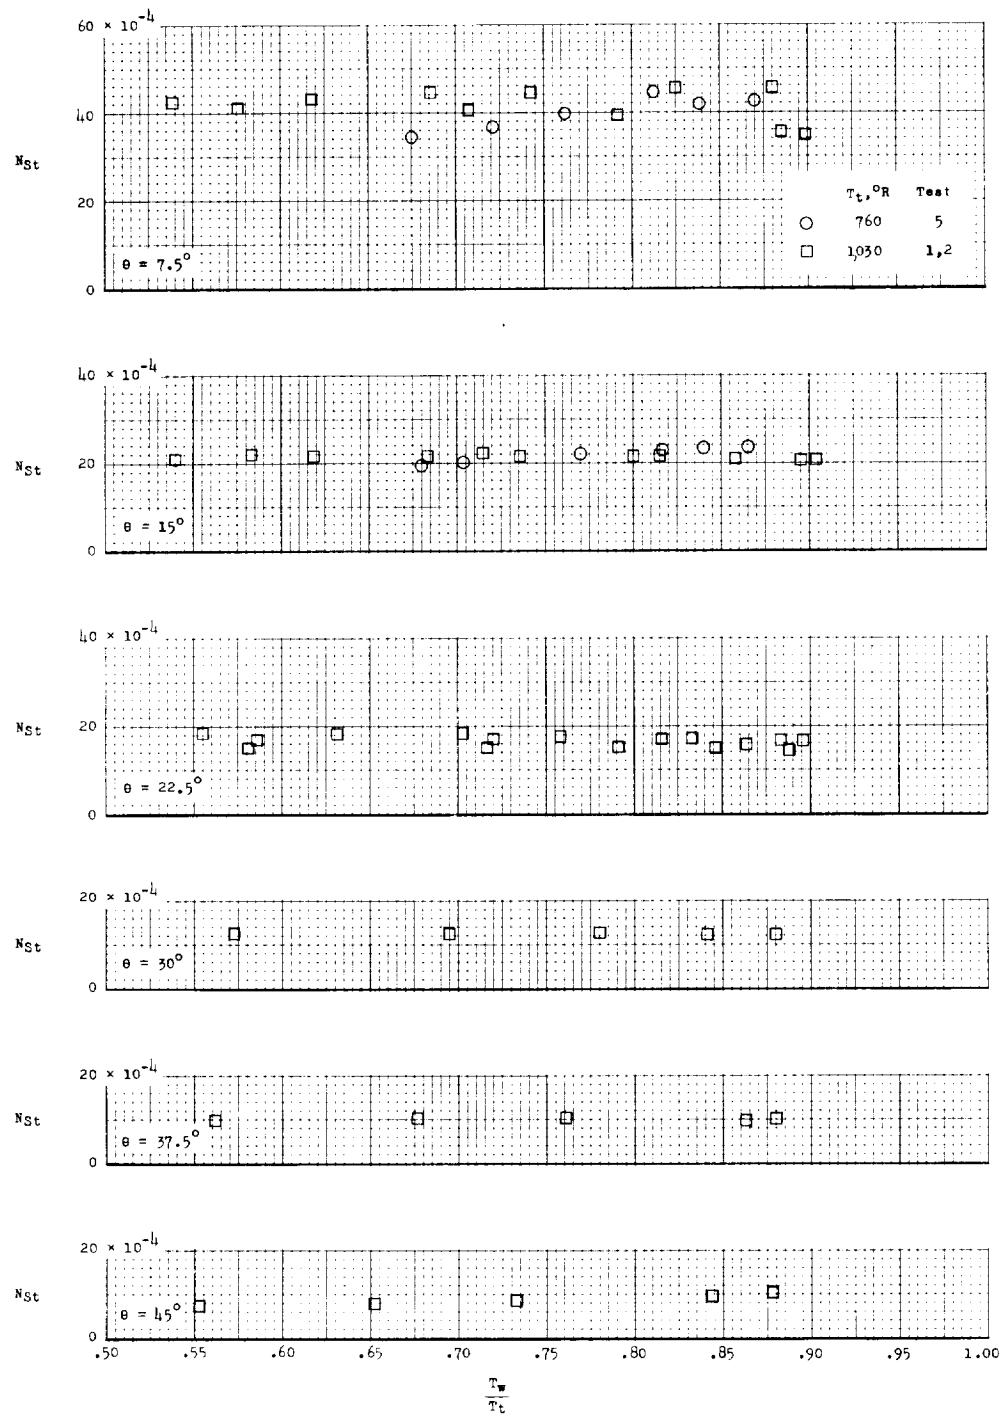 60 × 10⁻⁴
40
N_St
20
T_t, °R Test
○ 760 5
□ 1,030 1,2
θ = 7.5°
0
40 × 10⁻⁴
N_St
20
θ = 15°
0
40 × 10⁻⁴
N_St
20
θ = 22.5°
0
20 × 10⁻⁴
N_St
θ = 30°
0
20 × 10⁻⁴
N_St
θ = 37.5°
0
20 × 10⁻⁴
N_St
θ = 45°
0
.50 .55 .60 .65 .70 .75 .80 .85 .90 .95 1.00
T_w
T_t